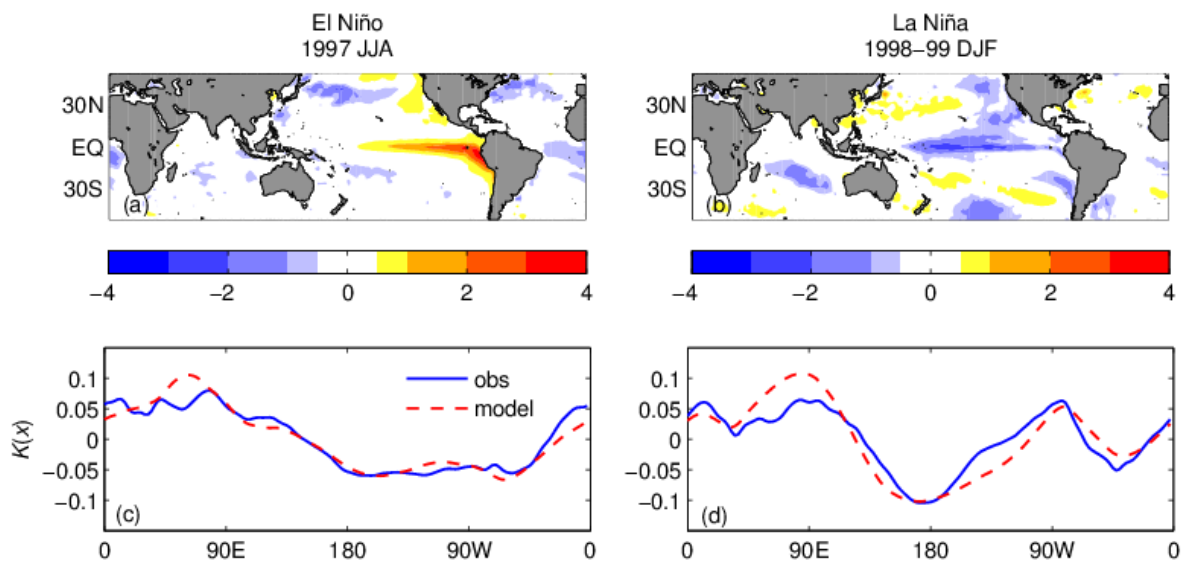 El Niño
1997 JJA
La Niña
1998−99 DJF
30N
EQ
30S
(a)
30N
EQ
30S
(b)
−4 −2 0 2 4
−4 −2 0 2 4
K(x)
0.1
0.05
0
−0.05
−0.1
obs
model
(c)
0 90E 180 90W 0
0.1
0.05
0
−0.05
−0.1
(d)
0 90E 180 90W 0